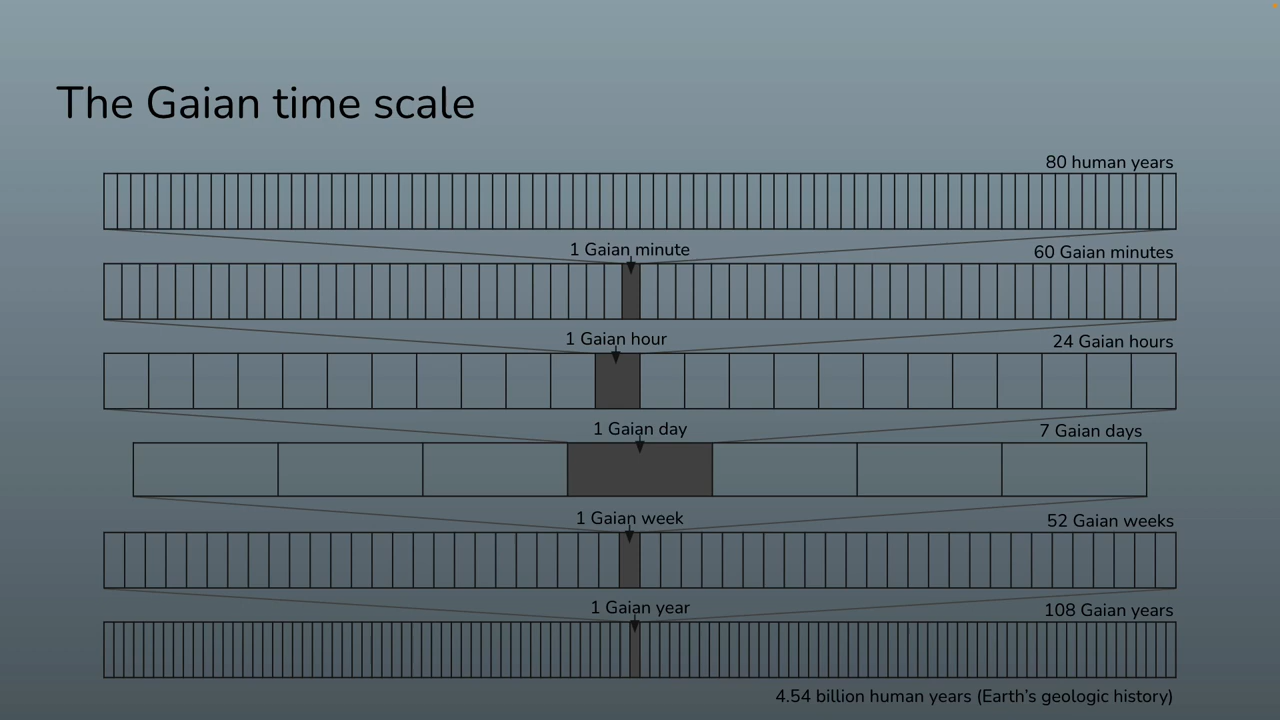 The Gaian time scale
80 human years
1 Gaian minute
60 Gaian minutes
1 Gaian hour
24 Gaian hours
1 Gaian day
7 Gaian days
1 Gaian week
52 Gaian weeks
1 Gaian year
108 Gaian years
4.54 billion human years (Earth’s geologic history)